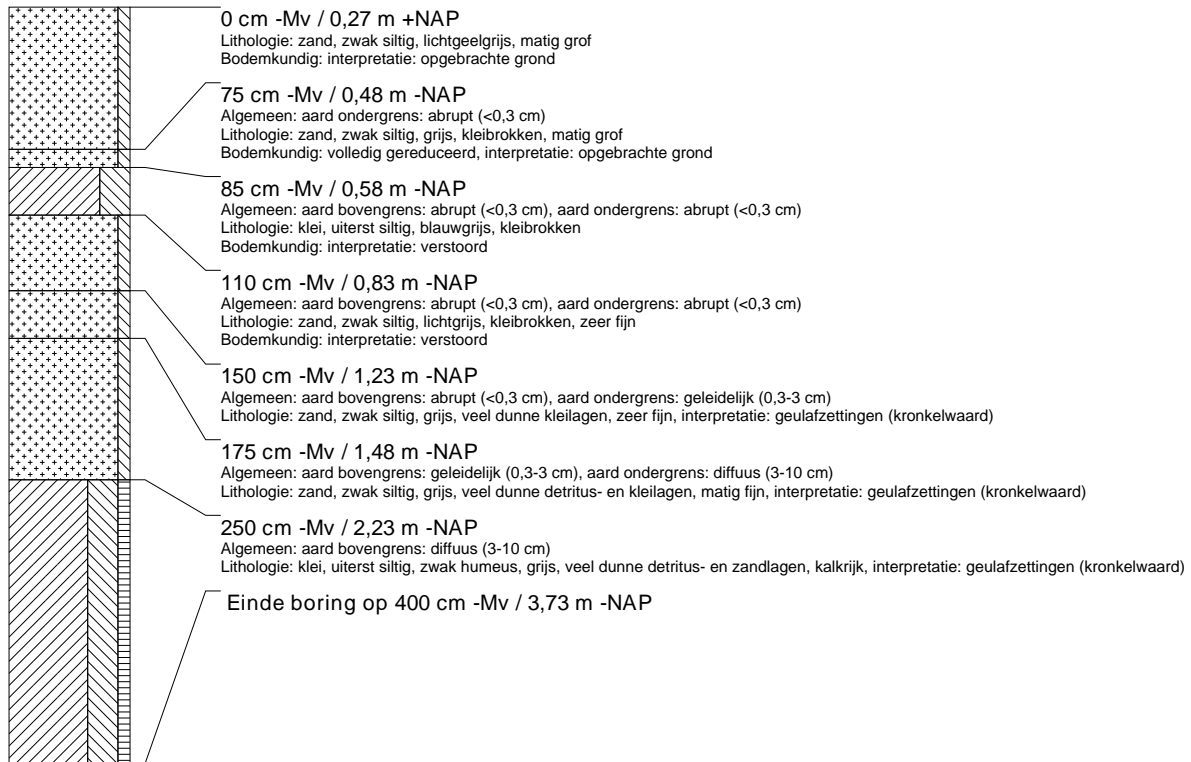 0 cm -Mv / 0,27 m +NAP
Lithologie: zand, zwak siltig, lichtgeelgrijs, matig grof
Bodemkundig: interpretatie: opgebrachte grond
75 cm -Mv / 0,48 m -NAP
Algemeen: aard ondergrens: abrupt (<0,3 cm)
Lithologie: zand, zwak siltig, grijs, kleibrokken, matig grof
Bodemkundig: volledig gereduceerd, interpretatie: opgebrachte grond
85 cm -Mv / 0,58 m -NAP
Algemeen: aard bovengrens: abrupt (<0,3 cm), aard ondergrens: abrupt (<0,3 cm)
Lithologie: klei, uiterst siltig, blauwgrijs, kleibrokken
Bodemkundig: interpretatie: verstoord
110 cm -Mv / 0,83 m -NAP
Algemeen: aard bovengrens: abrupt (<0,3 cm), aard ondergrens: abrupt (<0,3 cm)
Lithologie: zand, zwak siltig, lichtgrijs, kleibrokken, zeer fijn
Bodemkundig: interpretatie: verstoord
150 cm -Mv / 1,23 m -NAP
Algemeen: aard bovengrens: abrupt (<0,3 cm), aard ondergrens: geleidelijk (0,3-3 cm)
Lithologie: zand, zwak siltig, grijs, veel dunne kleilagen, zeer fijn, interpretatie: geulafzettingen (kronkelwaard)
175 cm -Mv / 1,48 m -NAP
Algemeen: aard bovengrens: geleidelijk (0,3-3 cm), aard ondergrens: diffuus (3-10 cm)
Lithologie: zand, zwak siltig, grijs, veel dunne detritus- en kleilagen, matig fijn, interpretatie: geulafzettingen (kronkelwaard)
250 cm -Mv / 2,23 m -NAP
Algemeen: aard bovengrens: diffuus (3-10 cm)
Lithologie: klei, uiterst siltig, zwak humeus, grijs, veel dunne detritus- en zandlagen, kalkrijk, interpretatie: geulafzettingen (kronkelwaard)
Einde boring op 400 cm -Mv / 3,73 m -NAP